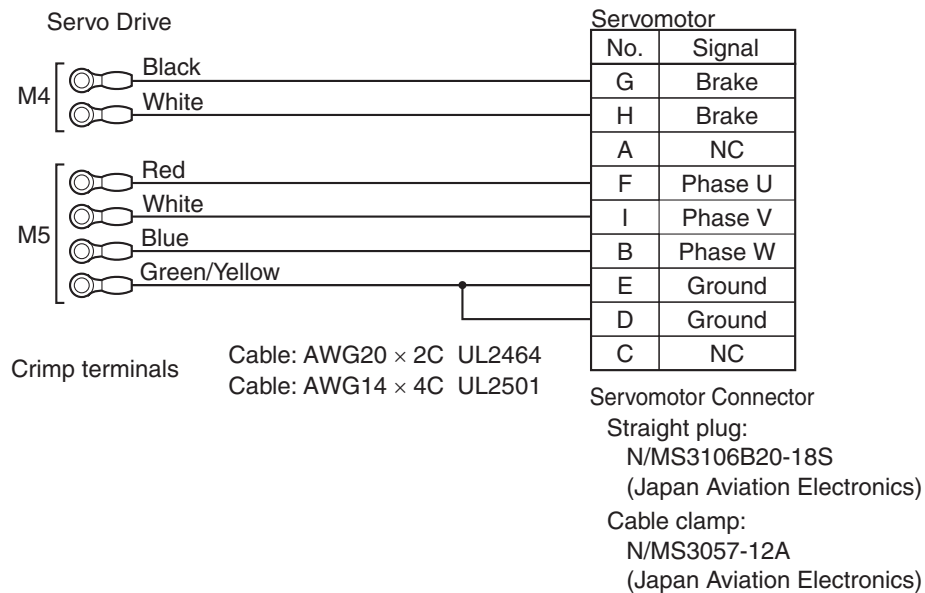 Servo Drive
Servomotor
No. Signal
Black G Brake
M4
White H Brake
A NC
Red F Phase U
White I Phase V
M5
Blue B Phase W
Green/Yellow E Ground
D Ground
C NC
Crimp terminals
Cable: AWG20 × 2C UL2464
Cable: AWG14 × 4C UL2501
Servomotor Connector
Straight plug:
N/MS3106B20-18S
(Japan Aviation Electronics)
Cable clamp:
N/MS3057-12A
(Japan Aviation Electronics)